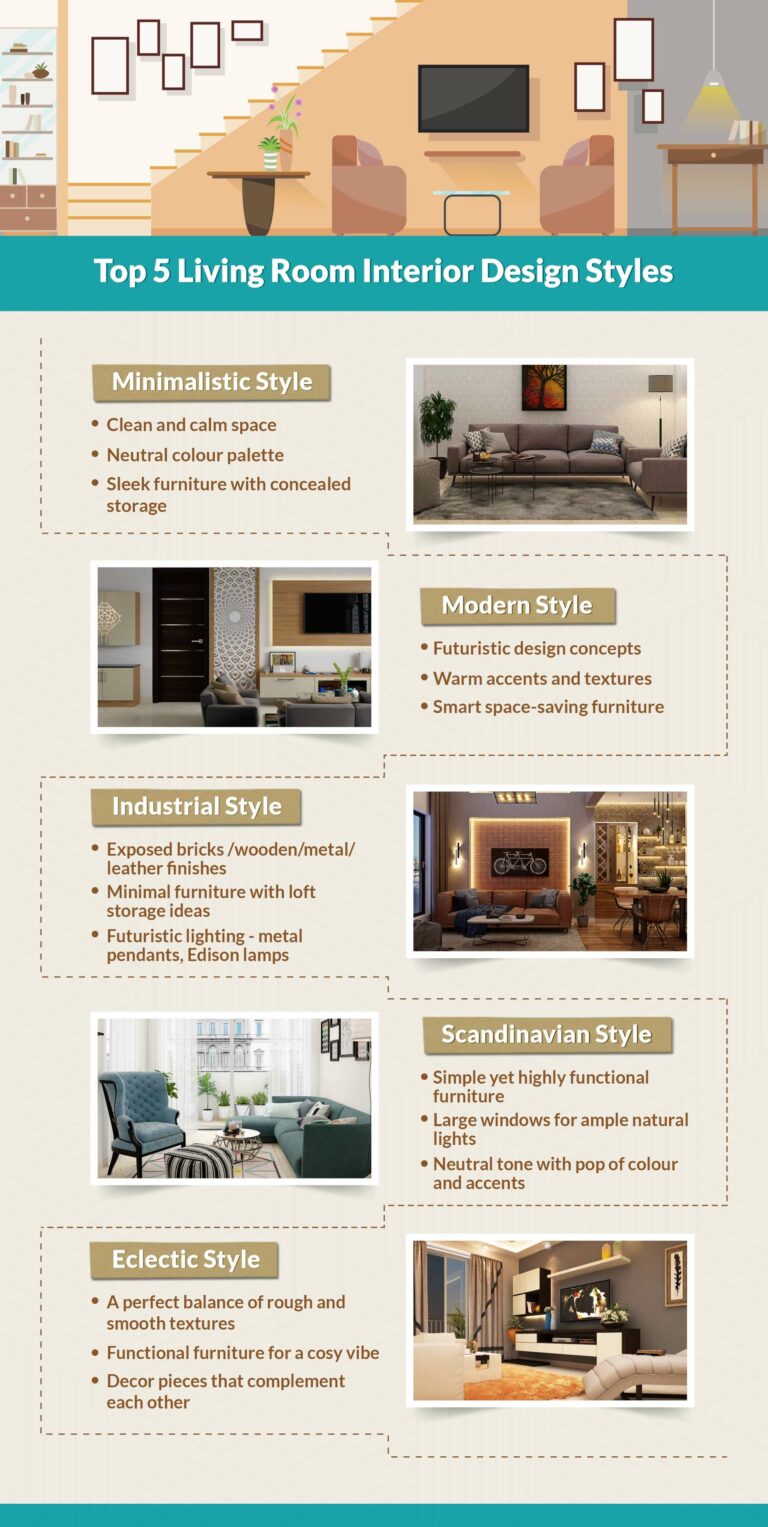 Top 5 Living Room Interior Design Styles
Minimalistic Style
• Clean and calm space
• Neutral colour palette
• Sleek furniture with concealed
storage
Modern Style
• Futuristic design concepts
• Warm accents and textures
• Smart space-saving furniture
Industrial Style
• Exposed bricks /wooden/metal/
leather finishes
• Minimal furniture with loft
storage ideas
• Futuristic lighting - metal
pendants, Edison lamps
Scandinavian Style
• Simple yet highly functional
furniture
• Large windows for ample natural
lights
• Neutral tone with pop of colour
and accents
Eclectic Style
• A perfect balance of rough and
smooth textures
• Functional furniture for a cosy vibe
• Decor pieces that complement
each other